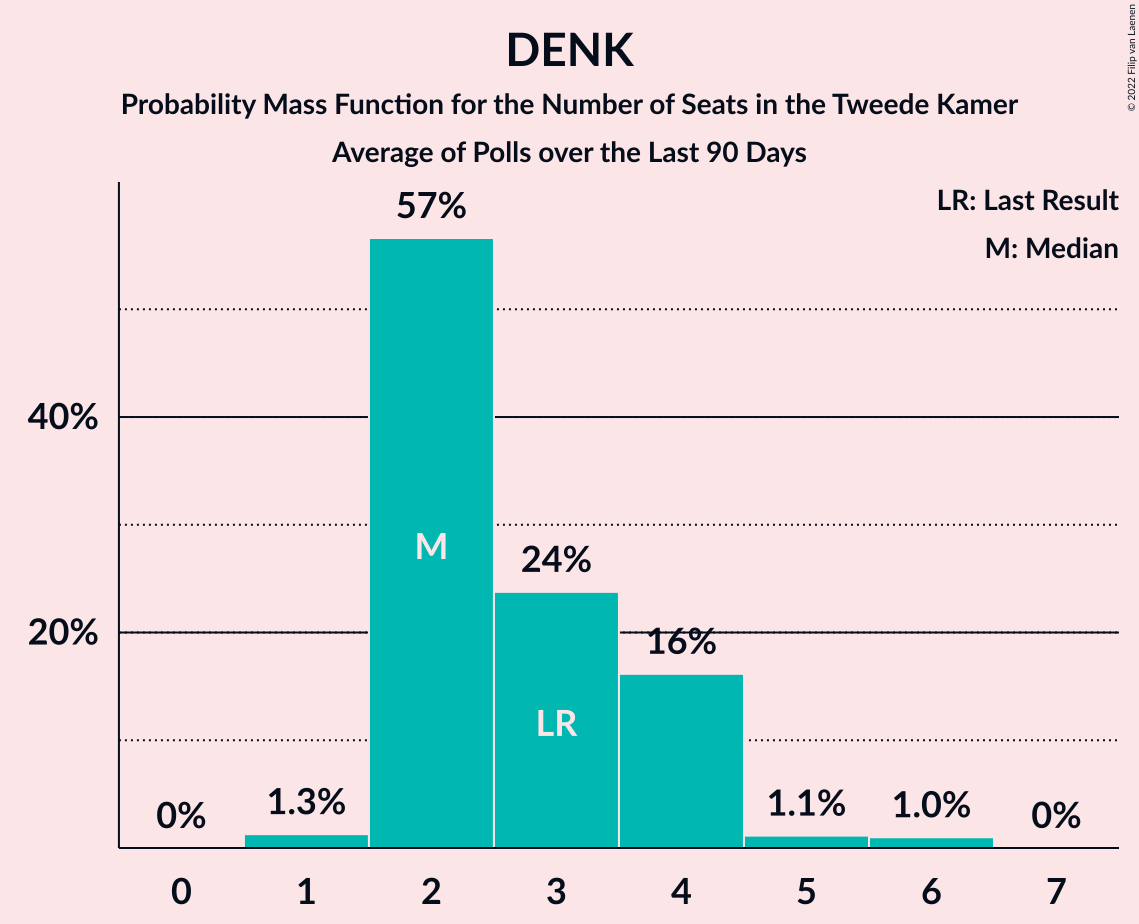 DENK
Probability Mass Function for the Number of Seats in the Tweede Kamer
Average of Polls over the Last 90 Days
© 2022 Filip van Laenen
LR: Last Result
M: Median
57%
40%
M
24%
20%
16%
LR
0%
1.3%
1.1%
1.0%
0%
0 1 2 3 4 5 6 7